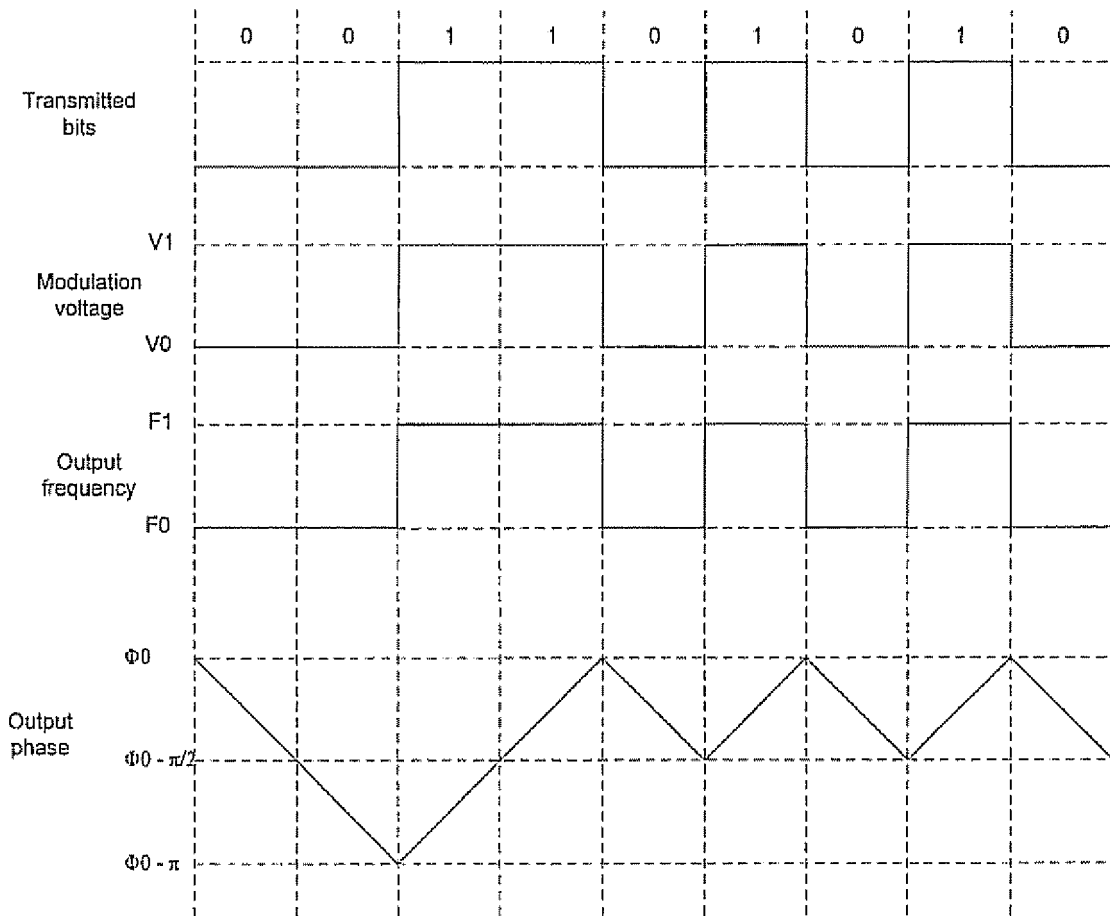 0 0 1 1 0 1 0 1 0
Transmitted
bits
V1
Modulation
voltage
V0
F1
Output
frequency
F0
Φ0
Output
phase
Φ0 - π/2
Φ0 - π